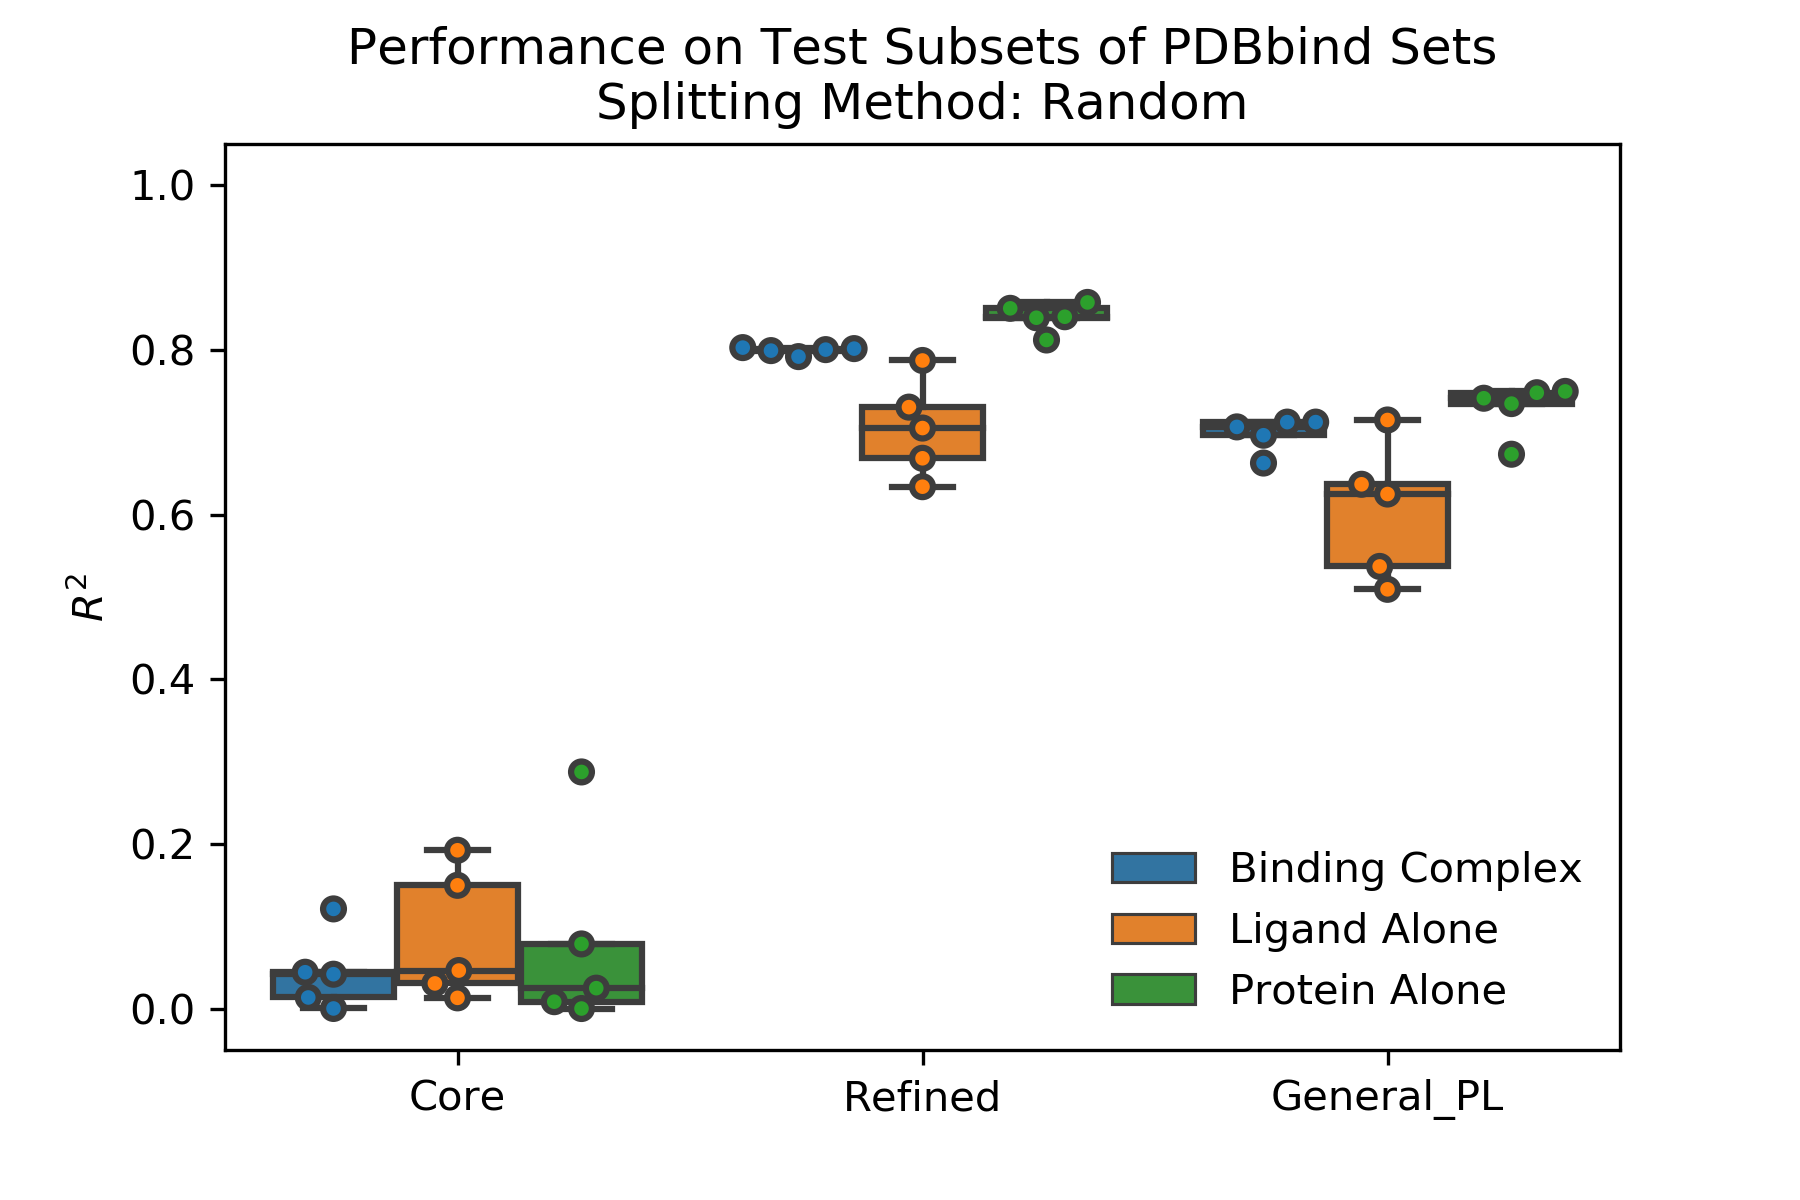 Performance on Test Subsets of PDBbind Sets
Splitting Method: Random
1.0
0.8
0.6
0.4
0.2
0.0
R²
Core
Refined
General_PL
Binding Complex
Ligand Alone
Protein Alone